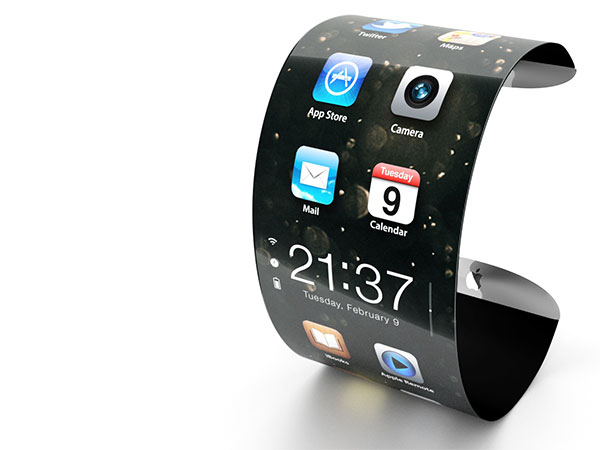 Twitter
Maps
App Store
Camera
Mail
Tuesday
9
Calendar
21:37
Tuesday, February 9
iBooks
Apple Remote